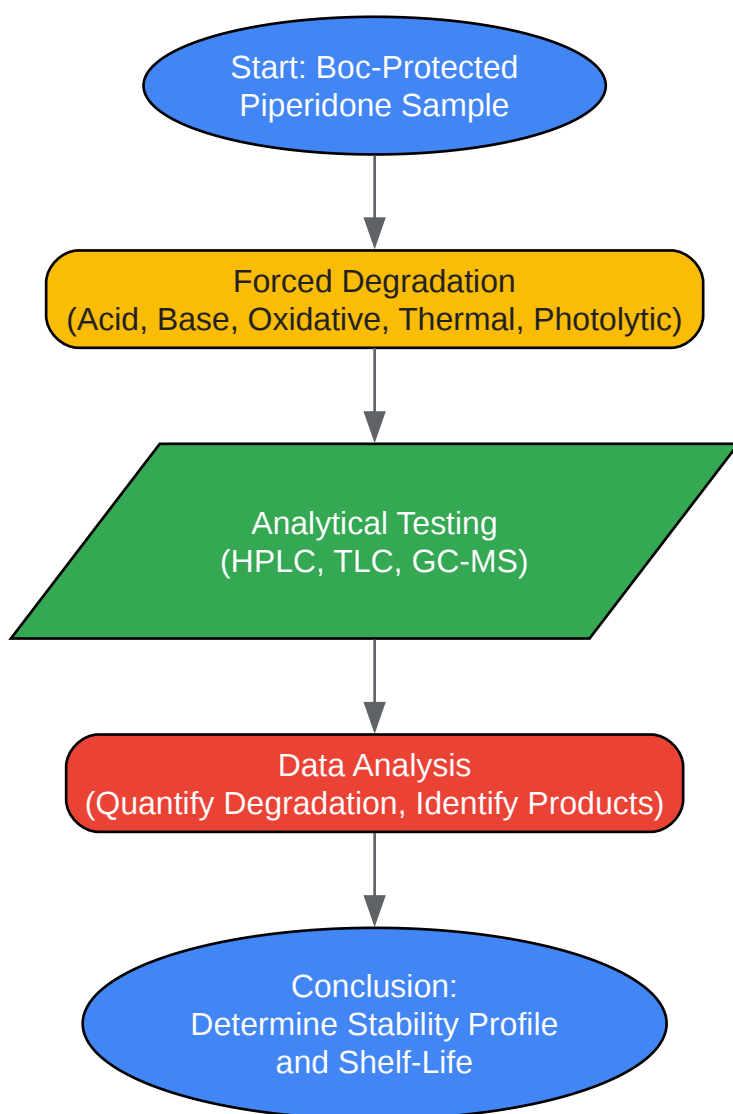 Start: Boc-Protected
Piperidone Sample
Forced Degradation
(Acid, Base, Oxidative, Thermal, Photolytic)
Analytical Testing
(HPLC, TLC, GC-MS)
Data Analysis
(Quantify Degradation, Identify Products)
Conclusion:
Determine Stability Profile
and Shelf-Life